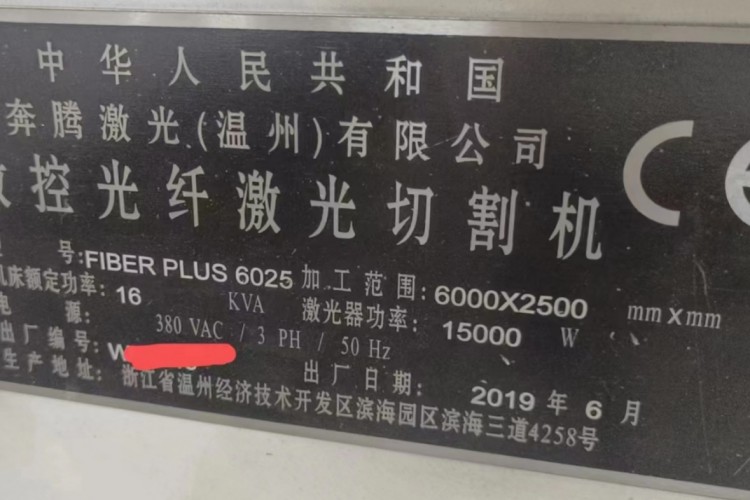 中华人民共和国
奔腾激光(温州)有限公司
数控光纤激光切割机
CE
型号:FIBER PLUS 6025 加工范围:6000X2500 mmxmm
机床额定功率:16 KVA 激光器功率:15000 W
电源: 380 VAC / 3 PH / 50 Hz
出厂编号:W 出厂日期:2019年6月
生产地址:浙江省温州经济技术开发区滨海园区滨海三道4258号